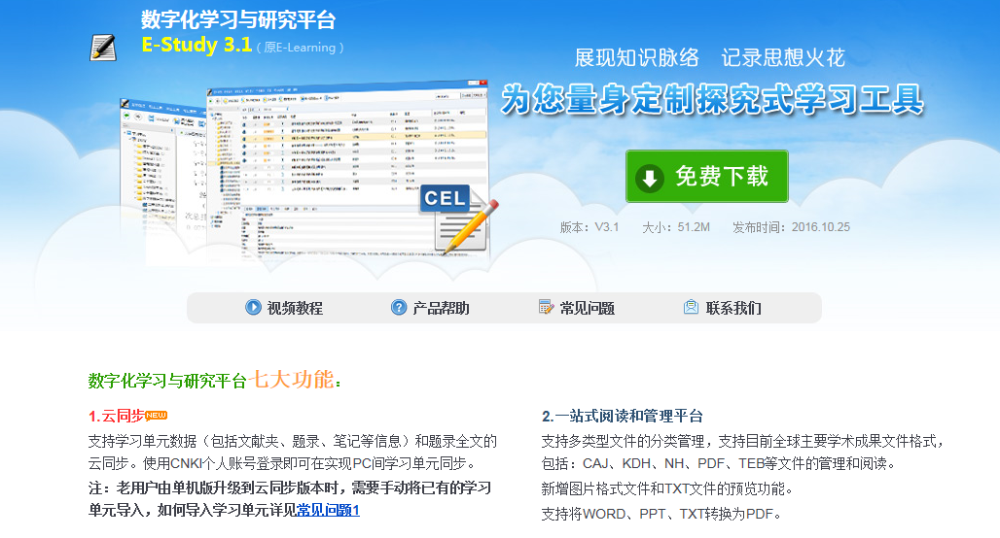 数字化学习与研究平台
E-Study 3.1 ( 原E-Learning )
展现知识脉络 记录思想火花
为您量身定制探究式学习工具
CEL
免费下载
版本：V3.1 大小：51.2M 发布时间：2016.10.25
视频教程 产品帮助 常见问题 联系我们
数字化学习与研究平台七大功能：
1.云同步NEW
支持学习单元数据（包括文献夹、题录、笔记等信息）和题录全文的
云同步。使用CNKI个人账号登录即可在实现PC间学习单元同步。
注：老用户由单机版升级到云同步版本时，需要手动将已有的学习
单元导入，如何导入学习单元详见常见问题1
2.一站式阅读和管理平台
支持多类型文件的分类管理，支持目前全球主要学术成果文件格式，
包括：CAJ、KDH、NH、PDF、TEB等文件的管理和阅读。
新增图片格式文件和TXT文件的预览功能。
支持将WORD、PPT、TXT转换为PDF。